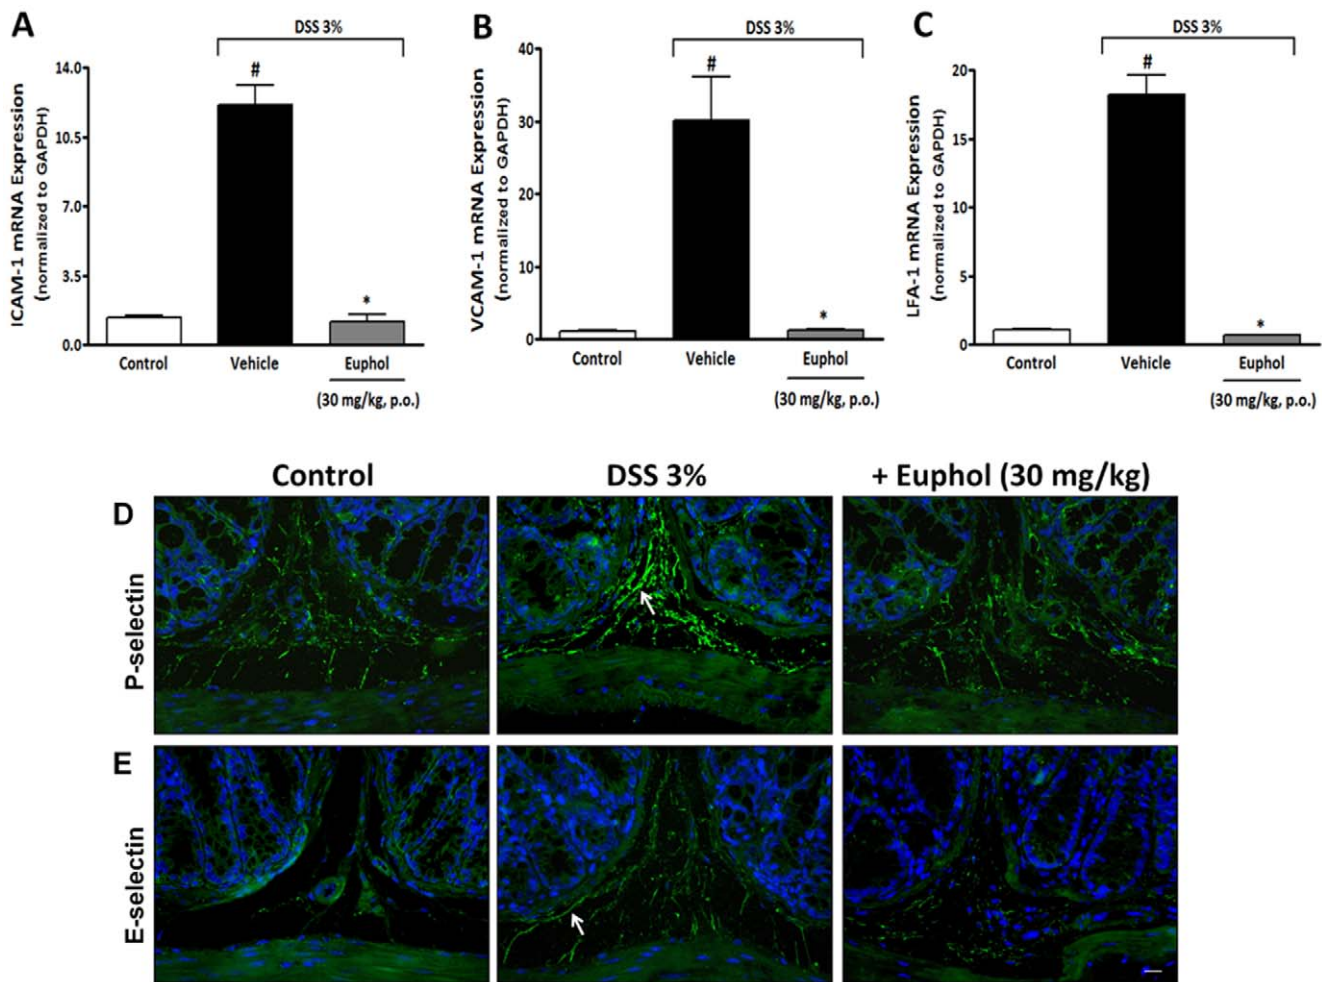 A
DSS 3%
ICAM-1 mRNA Expression
(normalized to GAPDH)
14.0
10.5
7.0
3.5
0.0
#
*
Control
Vehicle
Euphol
(30 mg/kg, p.o.)
B
DSS 3%
VCAM-1 mRNA Expression
(normalized to GAPDH)
40
30
20
10
0
#
*
Control
Vehicle
Euphol
(30 mg/kg, p.o.)
C
DSS 3%
LFA-1 mRNA Expression
(normalized to GAPDH)
20
15
10
5
0
#
*
Control
Vehicle
Euphol
(30 mg/kg, p.o.)
Control
DSS 3%
+ Euphol (30 mg/kg)
D
P-selectin
E
E-selectin